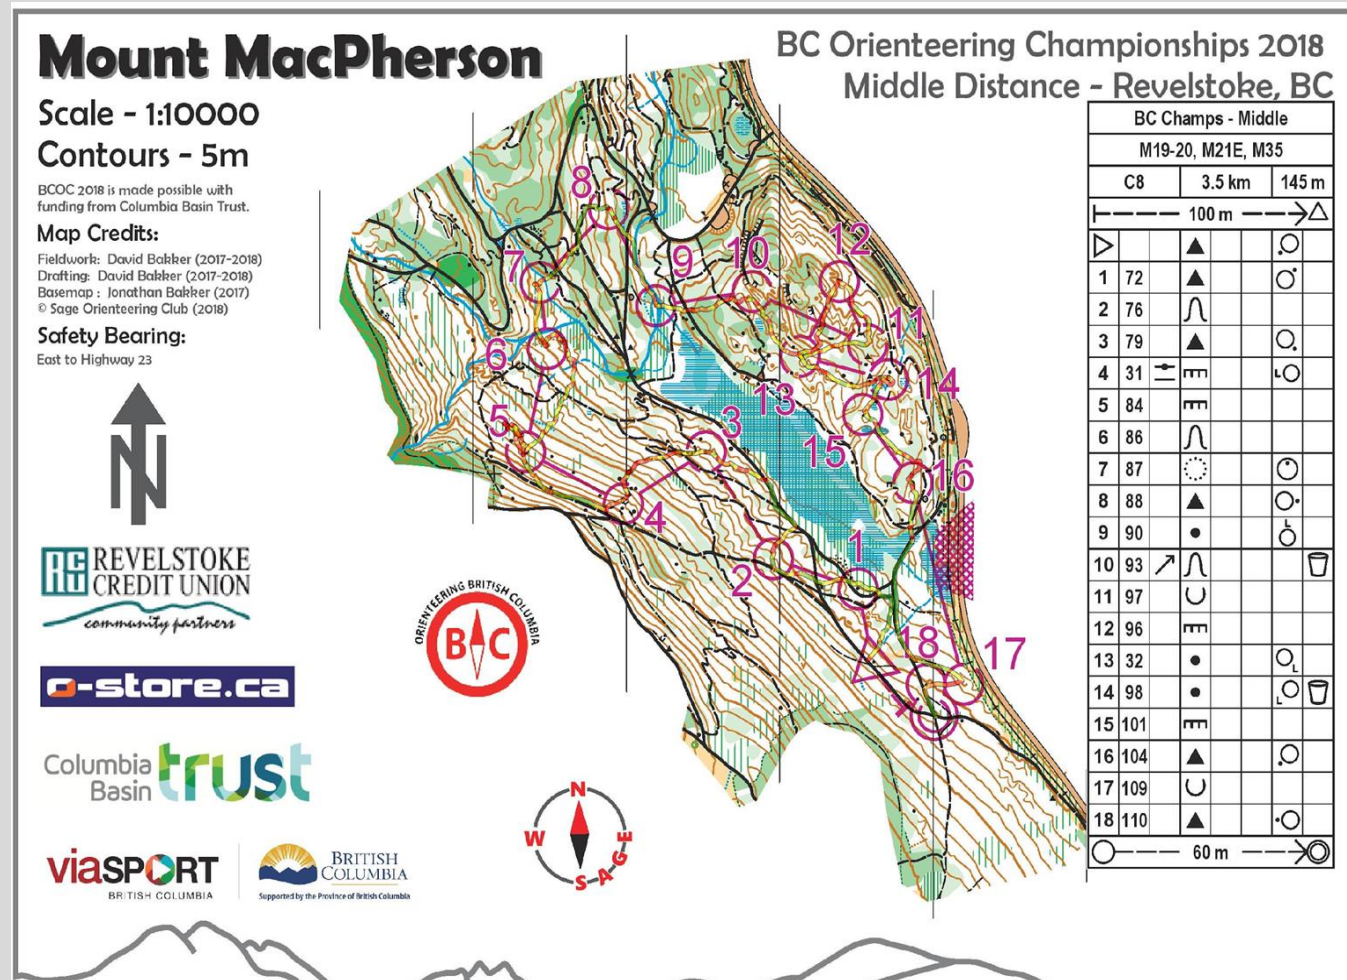 Mount MacPherson
Scale - 1:10000
Contours - 5m
BCOC 2018 is made possible with
funding from Columbia Basin Trust.
Map Credits:
Fieldwork: David Bakker (2017-2018)
Drafting: David Bakker (2017-2018)
Basemap : Jonathan Bakker (2017)
© Sage Orienteering Club (2018)
Safety Bearing:
East to Highway 23
N
REVELSTOKE
CREDIT UNION
community partners
o-store.ca
Columbia
Basin trust
viaSPORT
BRITISH COLUMBIA
BRITISH
COLUMBIA
Supported by the Province of British Columbia
ORIENTEERING BRITISH COLUMBIA
BC
N
W
SAGE
BC Orienteering Championships 2018
Middle Distance - Revelstoke, BC
8
7
9
10
12
6
11
5
13
14
3
15
16
4
1
2
18
17
BC Champs - Middle
M19-20, M21E, M35
C8 3.5 km 145 m
100 m
1 72
2 76
3 79
4 31
5 84
6 86
7 87
8 88
9 90
10 93
11 97
12 96
13 32
14 98
15 101
16 104
17 109
18 110
60 m